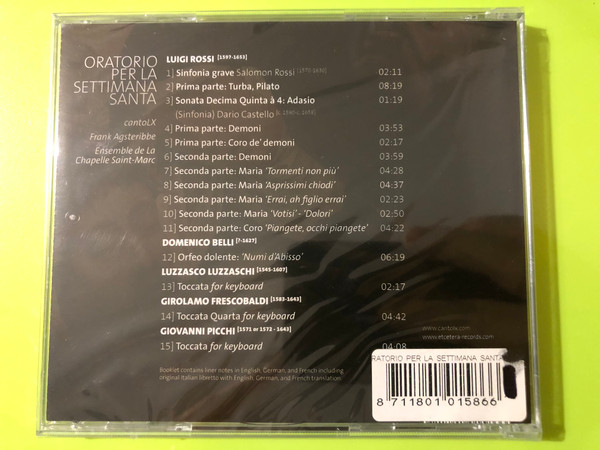 ORATORIO
PER LA
SETTIMANA
SANTA
cantoLX
Frank Agsteribbe
Ensemble de La
Chapelle Saint-Marc
LUIGI ROSSI [1597-1653]
1] Sinfonia grave Salomon Rossi 02:11
2] Prima parte: Turba, Pilato 08:19
3] Sonata Decima Quinta à 4: Adasio 01:19
(Sinfonia) Dario Castello
4] Prima parte: Demoni 03:53
5] Prima parte: Coro de' demoni 02:17
6] Seconda parte: Demoni 03:59
7] Seconda parte: Maria 'Tormenti non più' 04:28
8] Seconda parte: Maria 'Asprissimi chiodi' 04:37
9] Seconda parte: Maria 'Errai, ah figlio errai' 02:23
10] Seconda parte: Maria 'Votisi' - 'Dolori' 02:50
11] Seconda parte: Coro 'Piangete, occhi piangete' 04:22
DOMENICO BELLI [?-1627]
12] Orfeo dolente: 'Numi d'Abisso' 06:19
LUZZASCO LUZZASCHI [1545-1607]
13] Toccata for keyboard 02:17
GIROLAMO FRESCOBALDI [1583-1643]
14] Toccata Quarta for keyboard 04:42
GIOVANNI PICCHI [1571 or 1572 - 1643]
15] Toccata for keyboard 04:08
www.cantolx.com
www.etcetera-records.com
Booklet contains liner notes in English, German, and French including
original Italian libretto with English, German, and French translation.
ORATORIO PER LA SETTIMANA SANTA
8 711801 015866